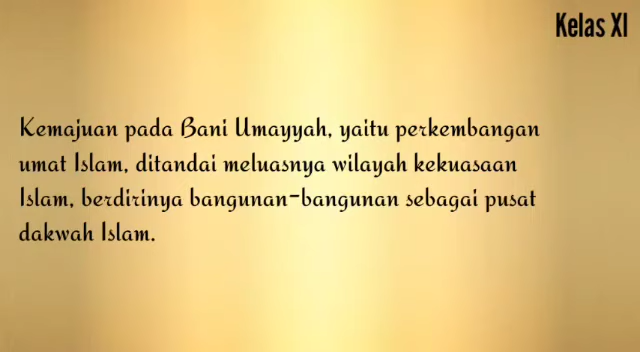 Kelas XI
Kemajuan pada Bani Umayyah, yaitu perkembangan
umat Islam, ditandai meluasnya wilayah kekuasaan
Islam, berdirinya bangunan-bangunan sebagai pusat
dakwah Islam.